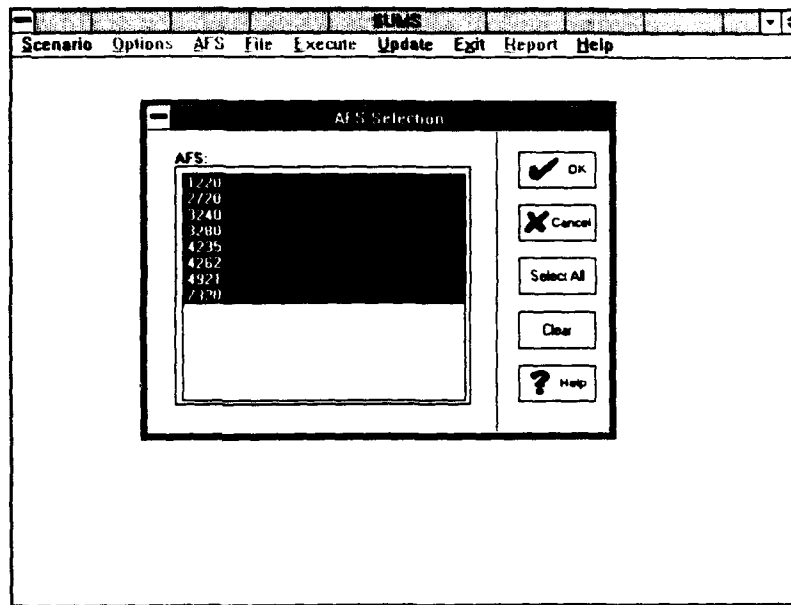 SUMS
Scenario Options AFS File Execute Update Exit Report Help
AFS Selection
AFS:
1220
2720
3240
3280
4235
4262
4921
7320
OK
Cancel
Select All
Clear
Help